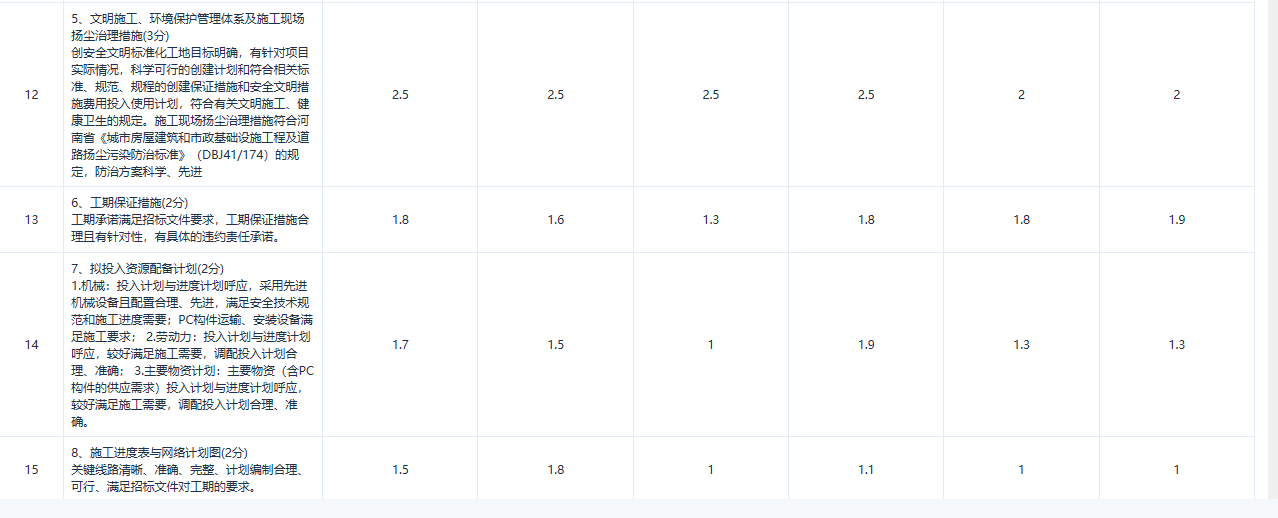 5、文明施工、环境保护管理体系及施工现场
扬尘治理措施(3分)
创安全文明标准化工地目标明确，有针对项目
实际情况，科学可行的创建计划和符合相关标
准、规范、规程的创建保证措施和安全文明措
施费用投入使用计划，符合有关文明施工、健
康卫生的规定。施工现场扬尘治理措施符合河
南省《城市房屋建筑和市政基础设施工程及道
路扬尘污染防治标准》（DBJ41/174）的规
定，防治方案科学、先进
12 2.5 2.5 2.5 2.5 2 2
6、工期保证措施(2分)
工期承诺满足招标文件要求，工期保证措施合
理且有针对性，有具体的违约责任承诺。
13 1.8 1.6 1.3 1.8 1.8 1.9
7、拟投入资源配备计划(2分)
1.机械：投入计划与进度计划呼应，采用先进
机械设备且配置合理、先进，满足安全技术规
范和施工进度需要；PC构件运输、安装设备满
足施工要求； 2.劳动力：投入计划与进度计划
呼应，较好满足施工需要，调配投入计划合
理、准确； 3.主要物资计划：主要物资（含PC
构件的供应需求）投入计划与进度计划呼应，
较好满足施工需要，调配投入计划合理、准
确。
14 1.7 1.5 1 1.9 1.3 1.3
8、施工进度表与网络计划图(2分)
关键线路清晰、准确、完整、计划编制合理、
可行、满足招标文件对工期的要求。
15 1.5 1.8 1 1.1 1 1